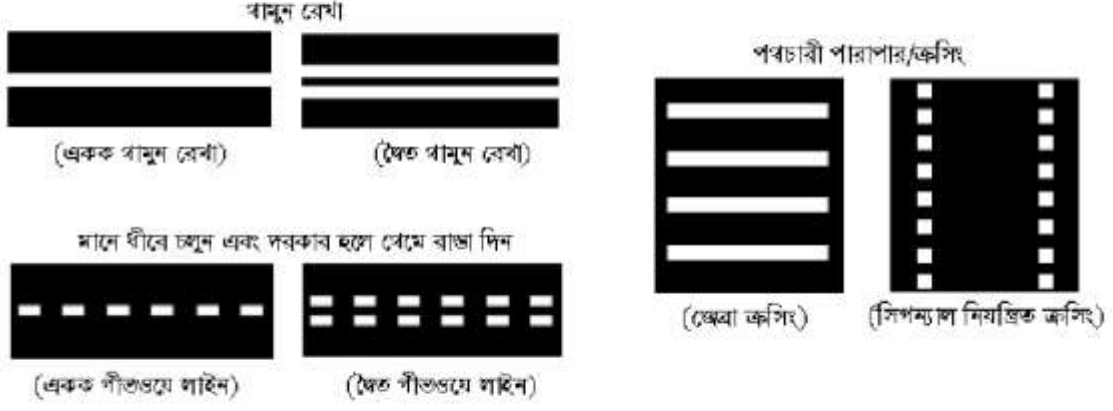 থামুন রেখা
(একক থামুন রেখা)
(দ্বৈত থামুন রেখা)
মানে ধীরে চলুন এবং দরকার হলে থেমে রাস্তা দিন
(একক গীভওয়ে লাইন)
(দ্বৈত গীভওয়ে লাইন)
পথচারী পারাপার/ক্রসিং
(জেব্রা ক্রসিং)
(সিগন্যাল নিয়ন্ত্রিত ক্রসিং)